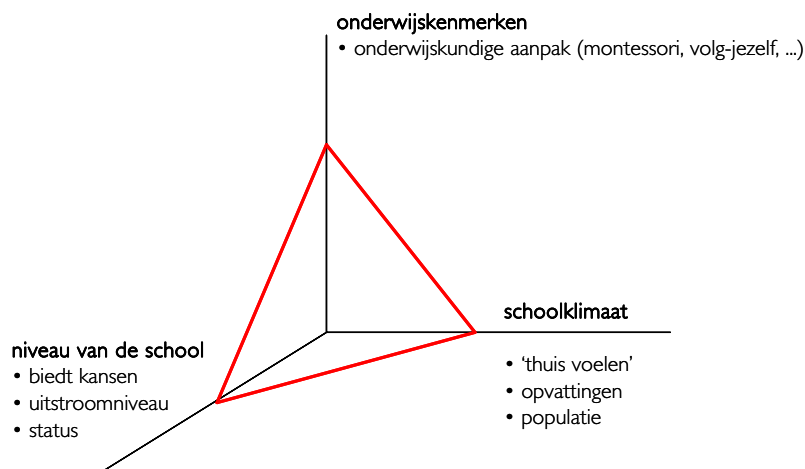 onderwijskenmerken
• onderwijskundige aanpak (montessori, volg-jezelf, ...)
schoolklimaat
• ‘thuis voelen’
• opvattingen
• populatie
niveau van de school
• biedt kansen
• uitstroomniveau
• status